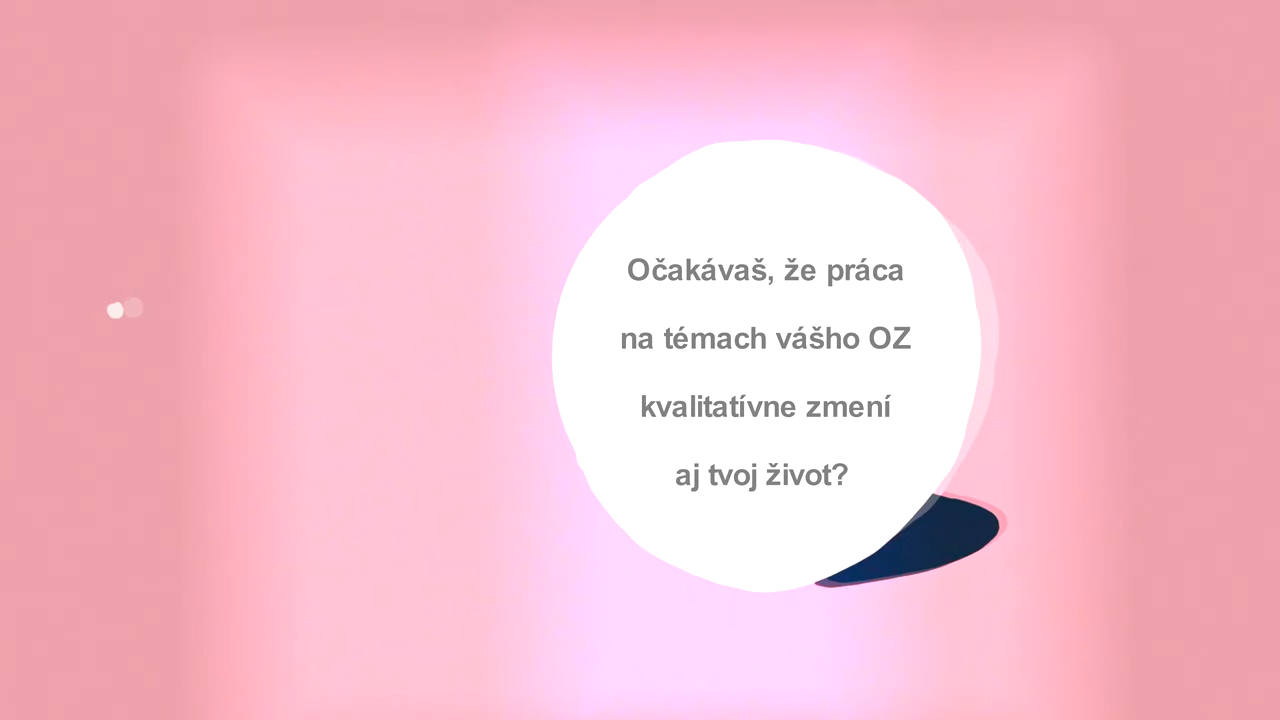 Očakávaš, že práca
na témach vášho OZ
kvalitatívne zmení
aj tvoj život?